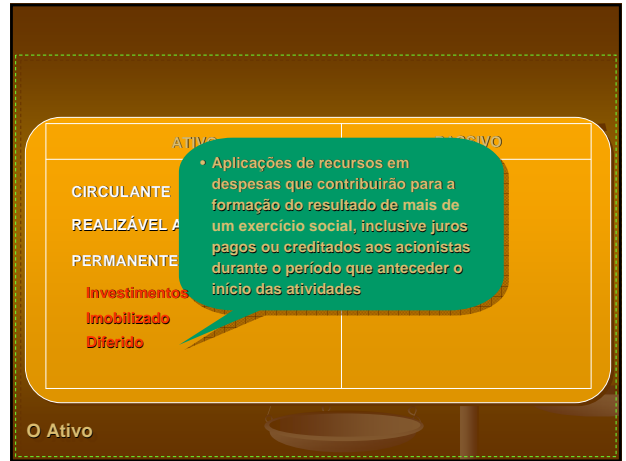 ATIVO
• Aplicações de recursos em
despesas que contribuirão para a
formação do resultado de mais de
um exercício social, inclusive juros
pagos ou creditados aos acionistas
durante o período que anteceder o
início das atividades
CIRCULANTE
REALIZÁVEL A
PERMANENTE
Investimentos
Imobilizado
Diferido
O Ativo